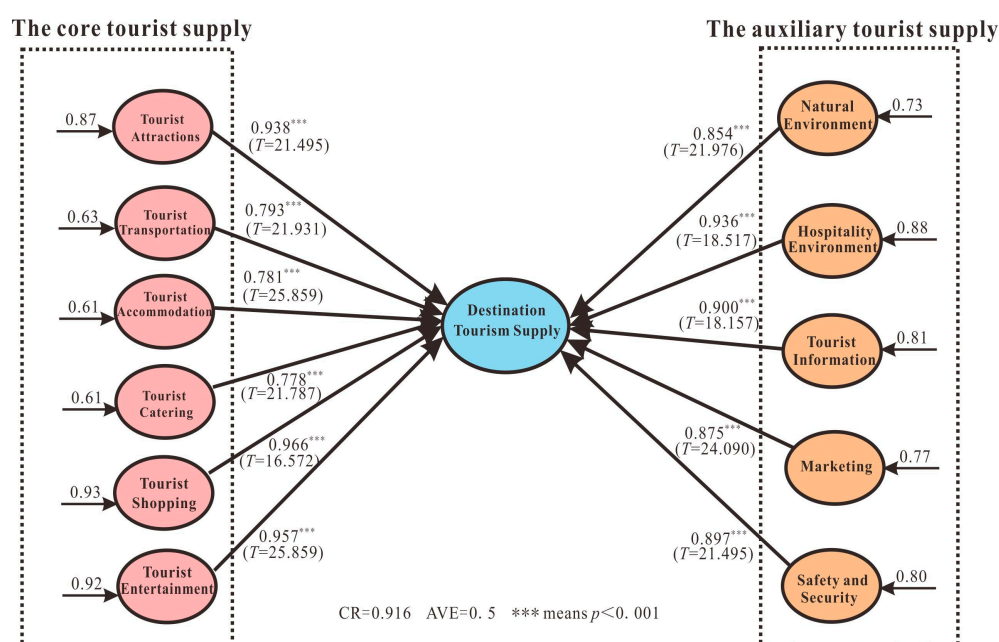 The core tourist supply
The auxiliary tourist supply
0.87
Tourist
Attractions
0.938***
(T=21.495)
0.63
Tourist
Transportation
0.793***
(T=21.931)
0.61
Tourist
Accommodation
0.781***
(T=25.859)
0.61
Tourist
Catering
0.778***
(T=21.787)
0.93
Tourist
Shopping
0.966***
(T=16.572)
0.92
Tourist
Entertainment
0.957***
(T=25.859)
Destination
Tourism Supply
0.854***
(T=21.976)
Natural
Environment
0.73
0.936***
(T=18.517)
Hospitality
Environment
0.88
0.900***
(T=18.157)
Tourist
Information
0.81
0.875***
(T=24.090)
Marketing
0.77
0.897***
(T=21.495)
Safety and
Security
0.80
CR=0.916 AVE=0. 5 *** means p<0. 001